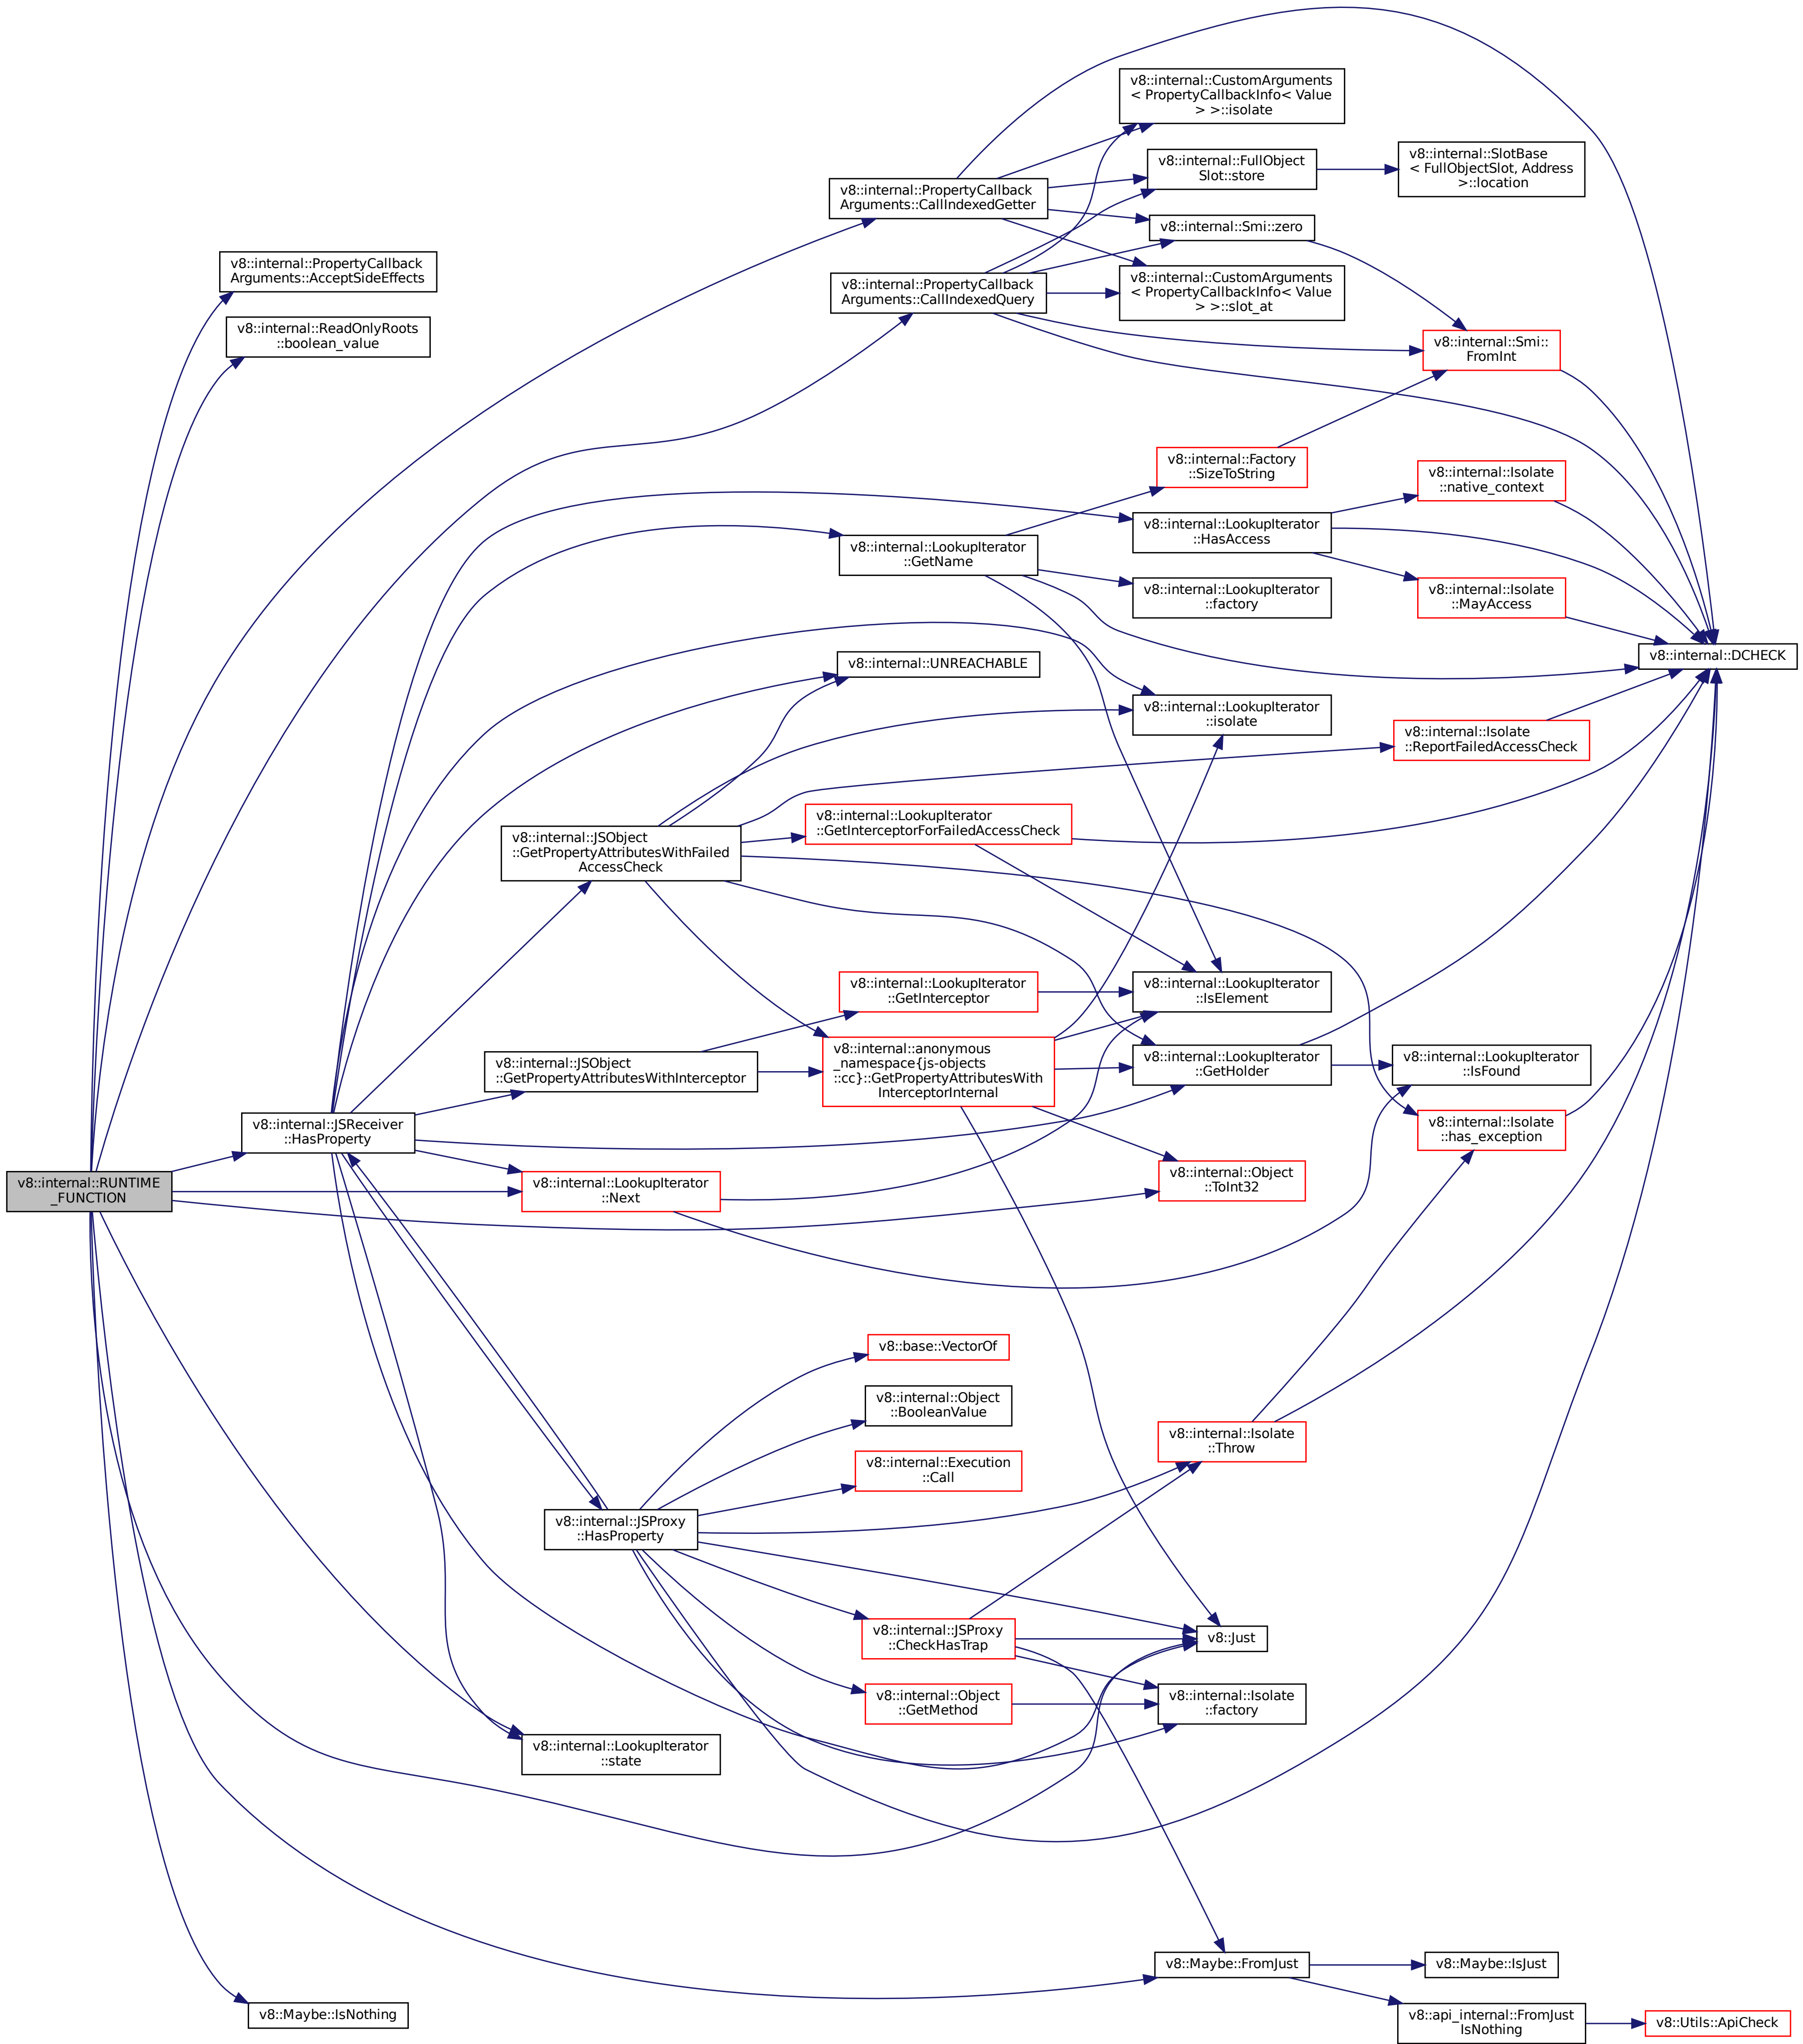 v8::internal::CustomArguments
< PropertyCallbackInfo< Value
> >::isolate
v8::internal::FullObject
Slot::store
v8::internal::SlotBase
< FullObjectSlot, Address
>::location
v8::internal::PropertyCallback
Arguments::CallIndexedGetter
v8::internal::Smi::zero
v8::internal::PropertyCallback
Arguments::AcceptSideEffects
v8::internal::PropertyCallback
Arguments::CallIndexedQuery
v8::internal::CustomArguments
< PropertyCallbackInfo< Value
> >::slot_at
v8::internal::ReadOnlyRoots
::boolean_value
v8::internal::Smi::
FromInt
v8::internal::Factory
::SizeToString
v8::internal::Isolate
::native_context
v8::internal::LookupIterator
::HasAccess
v8::internal::LookupIterator
::GetName
v8::internal::LookupIterator
::factory
v8::internal::Isolate
::MayAccess
v8::internal::UNREACHABLE
v8::internal::DCHECK
v8::internal::LookupIterator
::isolate
v8::internal::Isolate
::ReportFailedAccessCheck
v8::internal::JSObject
::GetPropertyAttributesWithFailed
AccessCheck
v8::internal::LookupIterator
::GetInterceptorForFailedAccessCheck
v8::internal::LookupIterator
::GetInterceptor
v8::internal::LookupIterator
::IsElement
v8::internal::JSObject
::GetPropertyAttributesWithInterceptor
v8::internal::anonymous
_namespace{js-objects
::cc}::GetPropertyAttributesWith
InterceptorInternal
v8::internal::LookupIterator
::GetHolder
v8::internal::LookupIterator
::IsFound
v8::internal::JSReceiver
::HasProperty
v8::internal::Isolate
::has_exception
v8::internal::RUNTIME
_FUNCTION
v8::internal::LookupIterator
::Next
v8::internal::Object
::ToInt32
v8::base::VectorOf
v8::internal::Object
::BooleanValue
v8::internal::Isolate
::Throw
v8::internal::Execution
::Call
v8::internal::JSProxy
::HasProperty
v8::internal::JSProxy
::CheckHasTrap
v8::Just
v8::internal::Object
::GetMethod
v8::internal::Isolate
::factory
v8::internal::LookupIterator
::state
v8::Maybe::FromJust
v8::Maybe::IsJust
v8::Maybe::IsNothing
v8::api_internal::FromJust
IsNothing
v8::Utils::ApiCheck